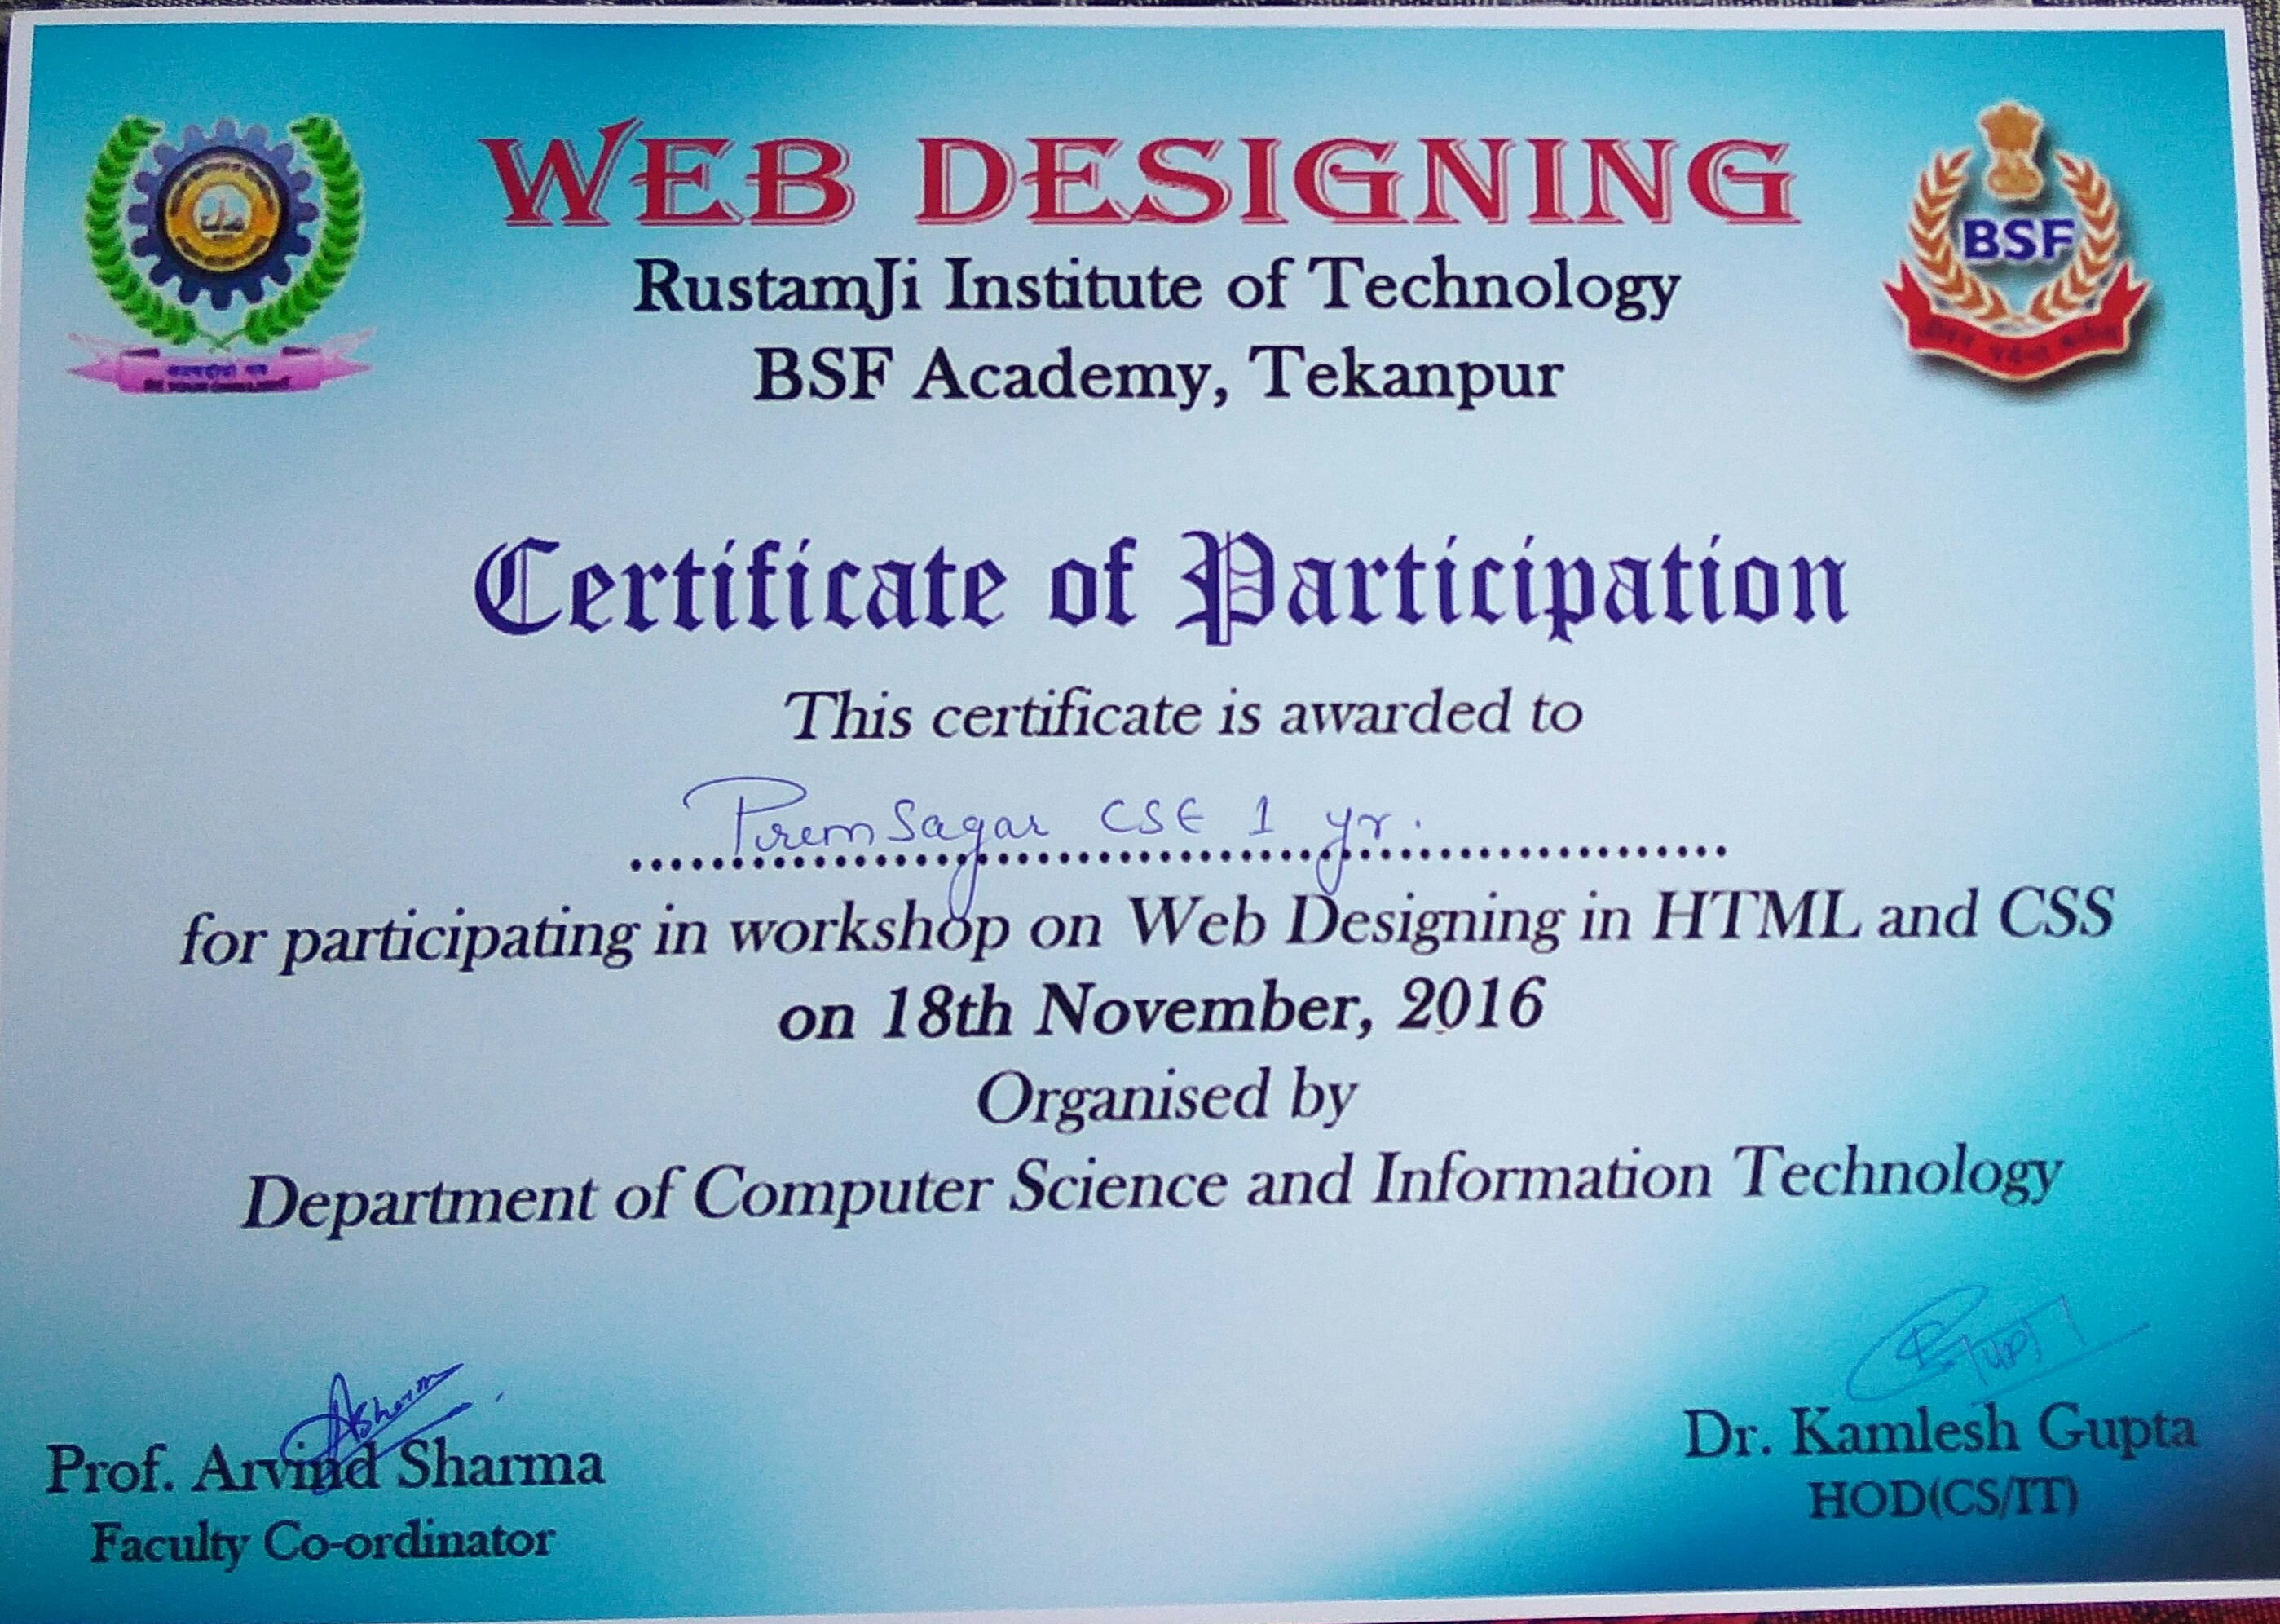 WEB DESIGNING
RustamJi Institute of Technology
BSF Academy, Tekanpur
BSF
Certificate of Participation
This certificate is awarded to
Prem Sagar CSE 1 yr.
for participating in workshop on Web Designing in HTML and CSS
on 18th November, 2016
Organised by
Department of Computer Science and Information Technology
ASharma
Prof. Arvind Sharma
Faculty Co-ordinator
Dr. Kamlesh Gupta
HOD(CS/IT)